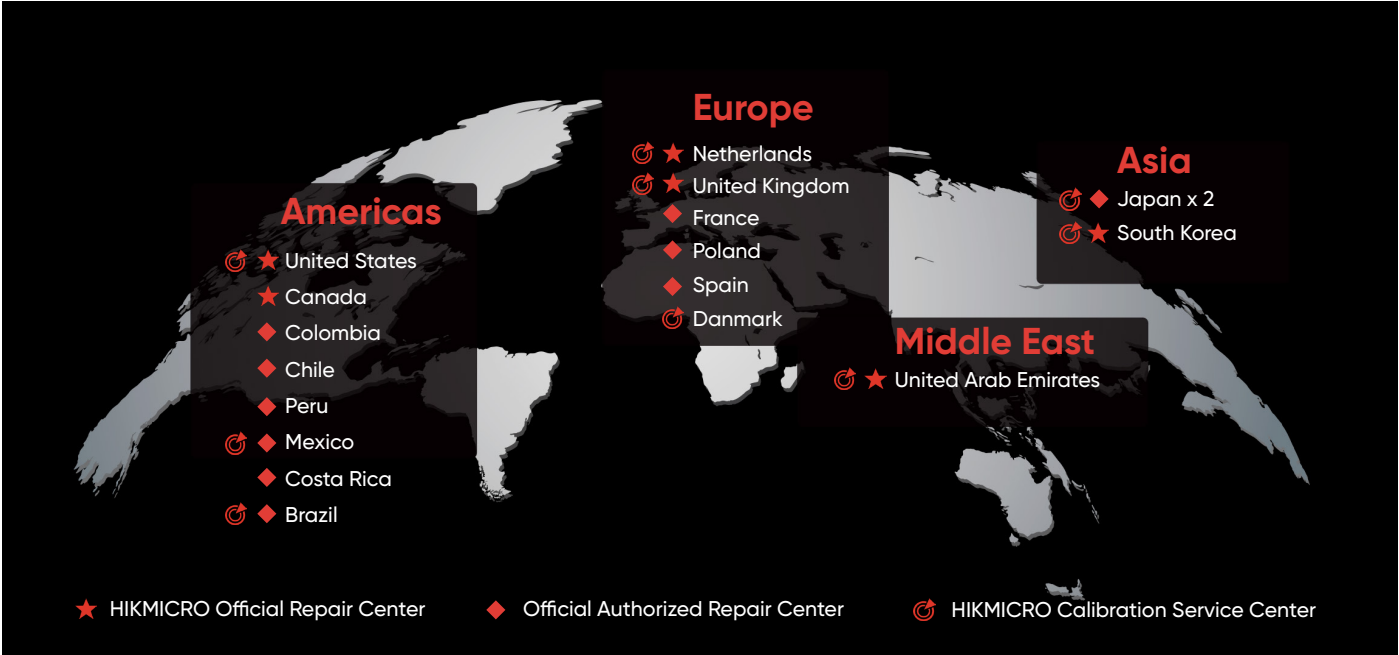 Europe
Netherlands
United Kingdom
France
Poland
Spain
Danmark
Asia
Japan x 2
South Korea
Americas
United States
Canada
Colombia
Chile
Peru
Mexico
Costa Rica
Brazil
Middle East
United Arab Emirates
HIKMICRO Official Repair Center
Official Authorized Repair Center
HIKMICRO Calibration Service Center